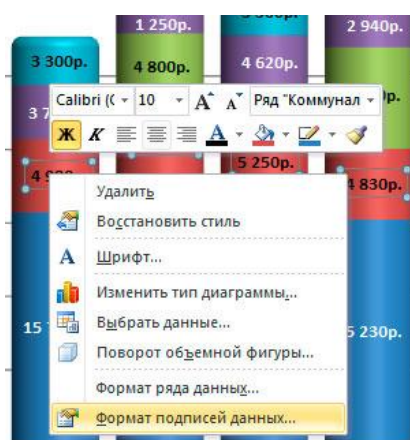 1 250р.
2 940р.
3 300р.
4 800р.
4 620р.
Calibri (С
10
Ряд "Коммунал
Ж К А
5 250р.
4 830р.
Удалить
Восстановить стиль
Шрифт...
Изменить тип диаграммы...
Выбрать данные...
15
Поворот объемной фигуры...
5 230р.
Формат ряда данных...
Формат подписей данных...